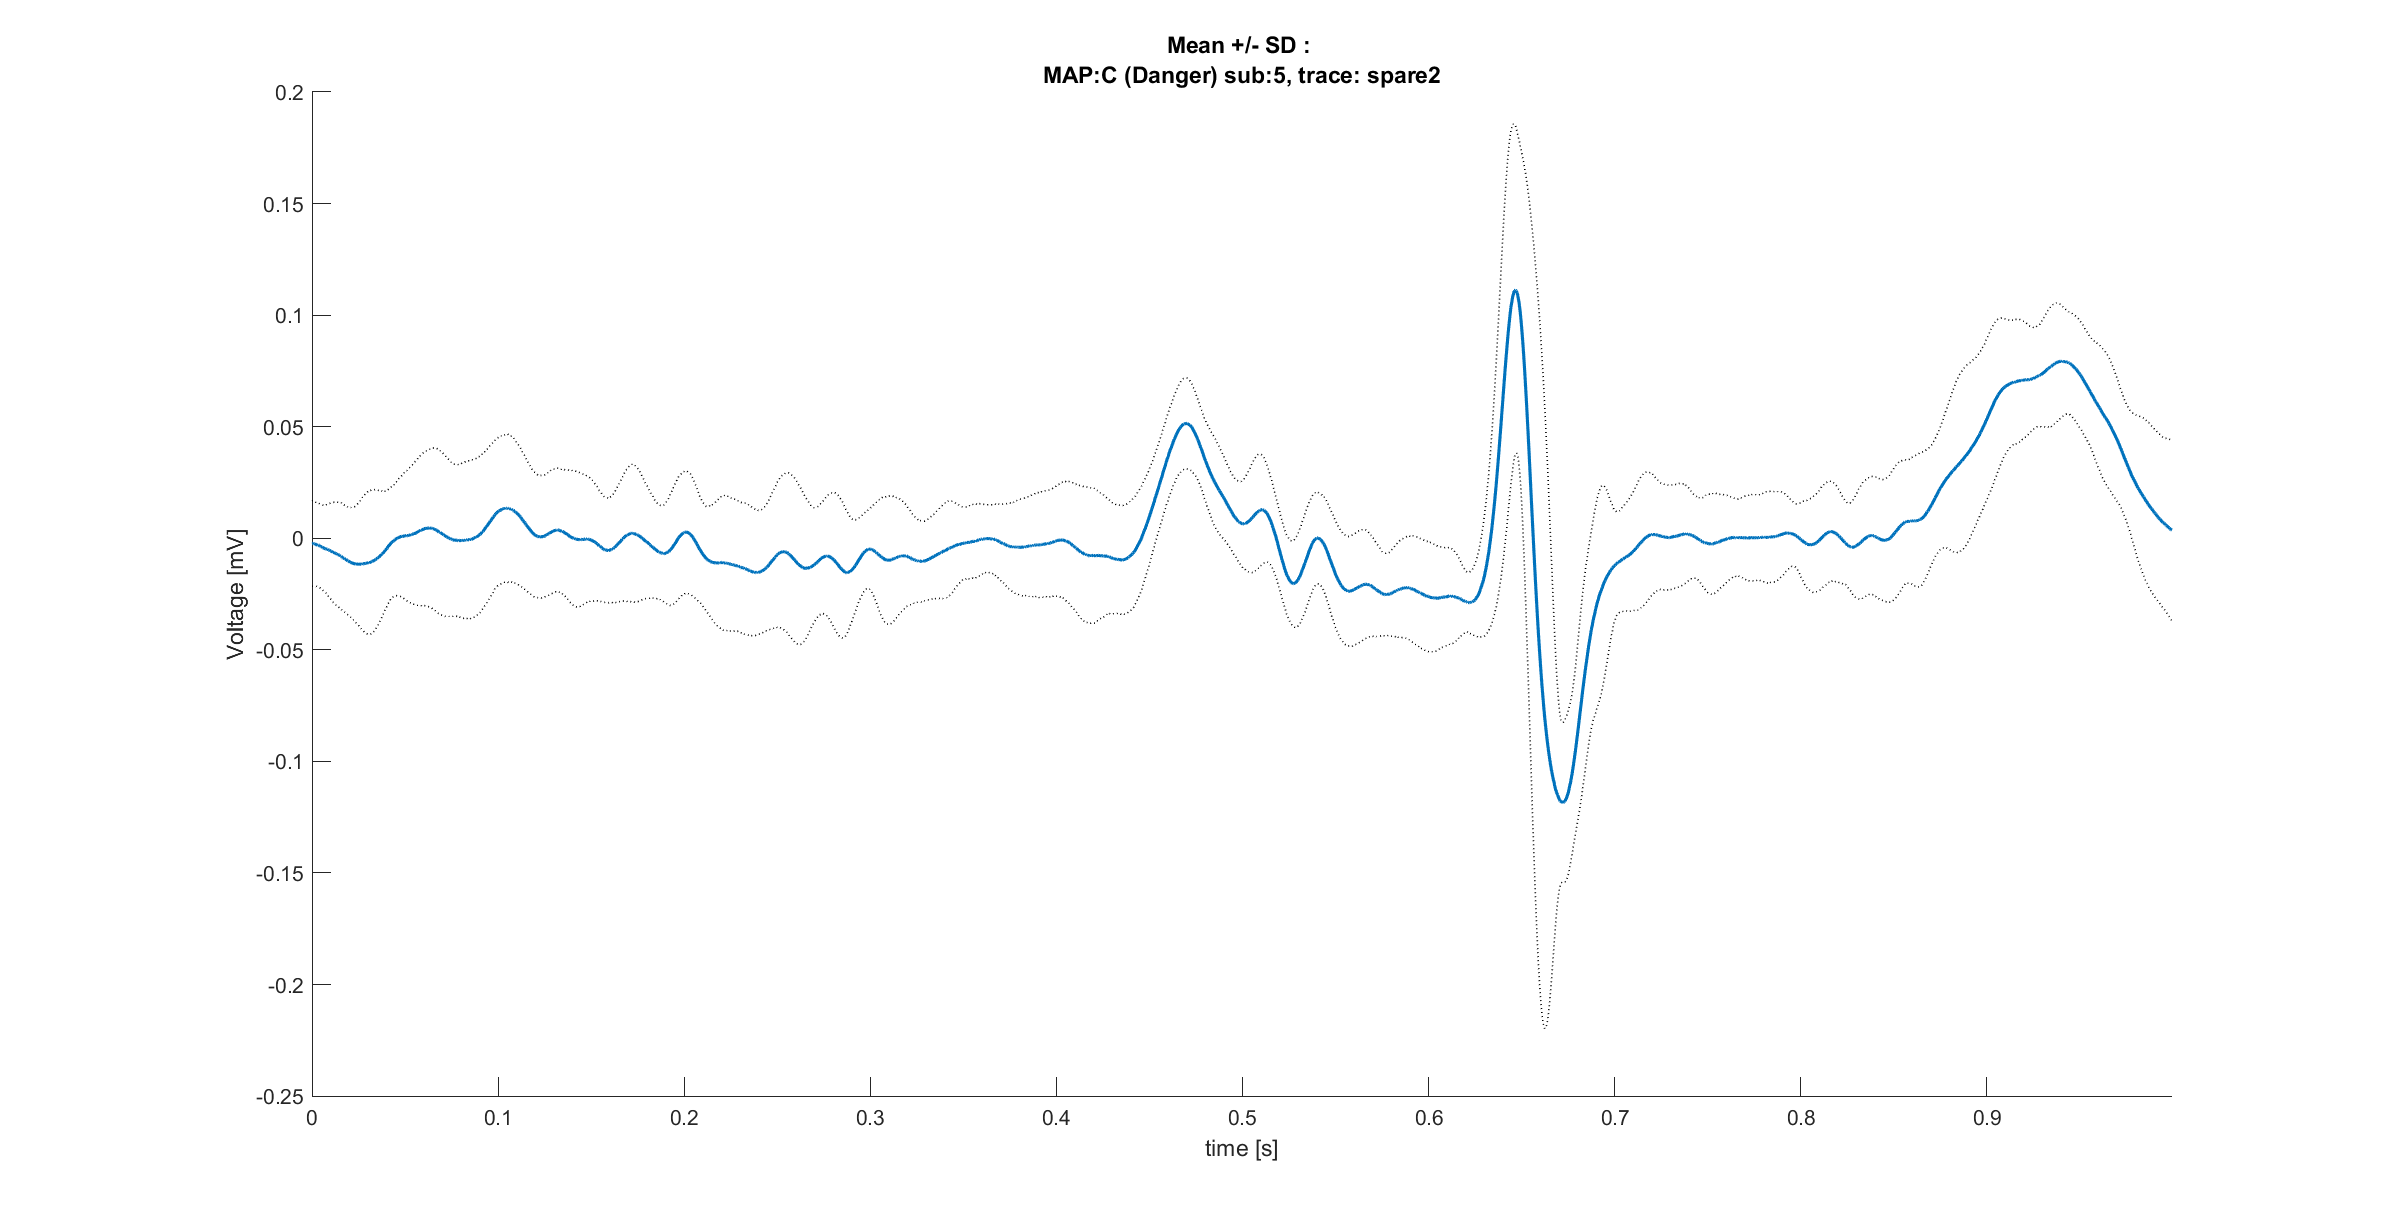 Mean +/- SD :
MAP:C (Danger) sub:5, trace: spare2
0.2
0.15
0.1
0.05
0
-0.05
-0.1
-0.15
-0.2
-0.25
Voltage [mV]
0 0.1 0.2 0.3 0.4 0.5 0.6 0.7 0.8 0.9
time [s]